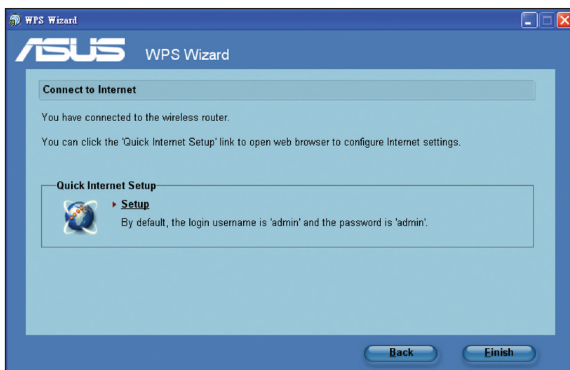 WPS Wizard
ASUS WPS Wizard
Connect to Internet
You have connected to the wireless router.
You can click the 'Quick Internet Setup' link to open web browser to configure Internet settings.
Quick Internet Setup
Setup
By default, the login username is 'admin' and the password is 'admin'.
Back Finish